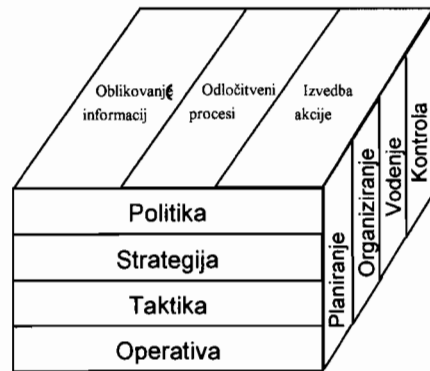 Oblikovanje
informacij
Odločitveni
procesi
Izvedba
akcije
Politika
Strategija
Taktika
Operativa
Planiranje
Organiziranje
Vodenje
Kontrola